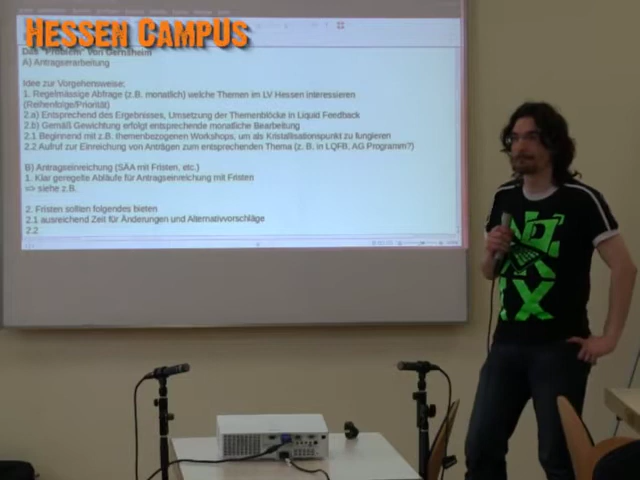 HESSEN CAMPUS
Das "Problem" von Gernsheim
A) Antragserarbeitung
Idee zur Vorgehensweise:
1. Regelmässige Abfrage (z.B. monatlich) welche Themen im LV Hessen interessieren
(Reihenfolge/Priorität)
2.a) Entsprechend des Ergebnisses, Umsetzung der Themenblöcke in Liquid Feedback
2.b) Gemäß Gewichtung erfolgt entsprechende monatliche Bearbeitung
2.1 Beginnend mit z.B. themenbezogenen Workshops, um als Kristallisationspunkt zu fungieren
2.2 Aufruf zur Einreichung von Anträgen zum entsprechenden Thema (z. B. in LQFB, AG Programm?)
B) Antragseinreichung (SÄA mit Fristen, etc.)
1. Klar geregelte Abläufe für Antragseinreichung mit Fristen
=> siehe z.B.
2. Fristen sollten folgendes bieten
2.1 ausreichend Zeit für Änderungen und Alternativvorschläge
2.2